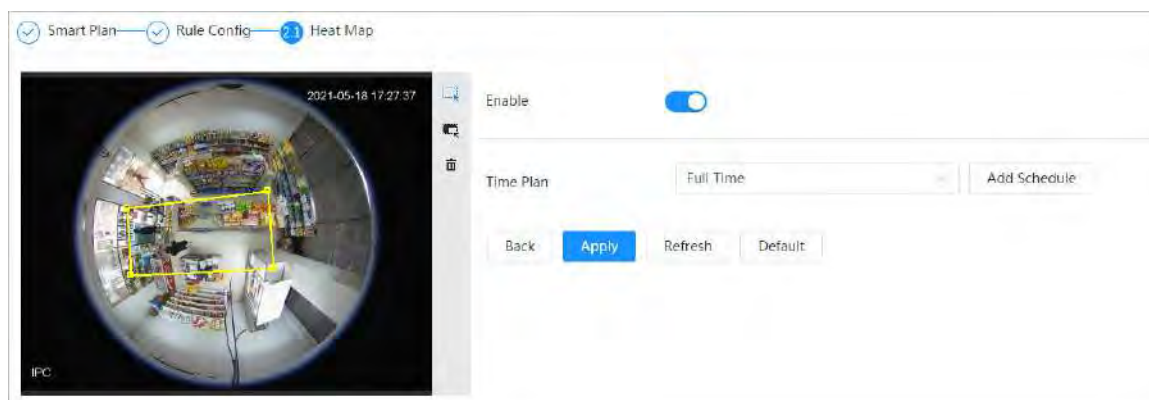 Smart Plan Rule Config 2.1 Heat Map
2021-05-18 17:27:37
Enable
Time Plan Full Time Add Schedule
Back Apply Refresh Default
IPC